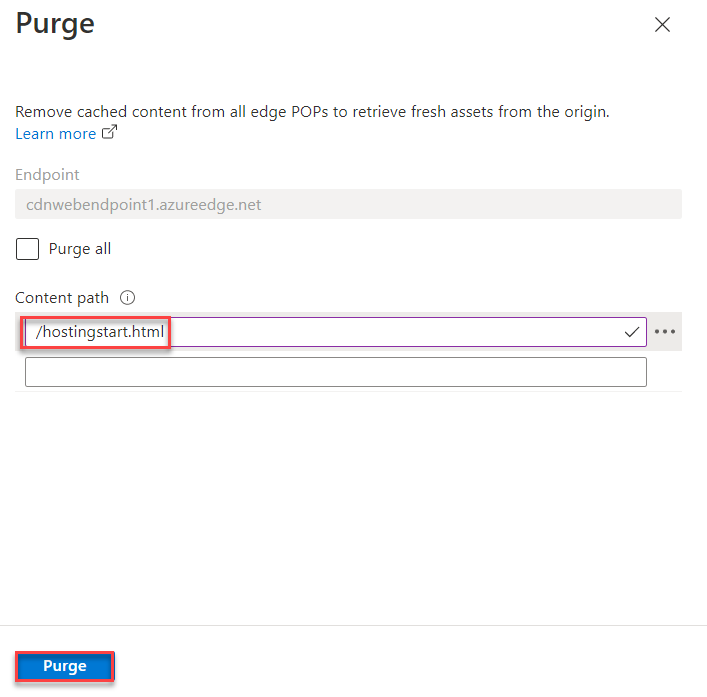 Purge
Remove cached content from all edge POPs to retrieve fresh assets from the origin.
Learn more
Endpoint
cdnwebendpoint1.azureedge.net
Purge all
Content path
/hostingstart.html
Purge